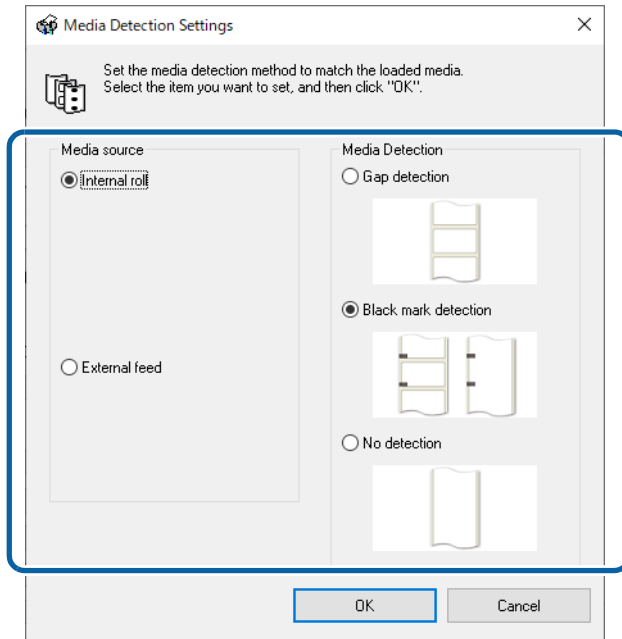 Media Detection Settings
Set the media detection method to match the loaded media.
Select the item you want to set, and then click "OK".
Media source
Internal roll
External feed
Media Detection
Gap detection
Black mark detection
No detection
OK
Cancel